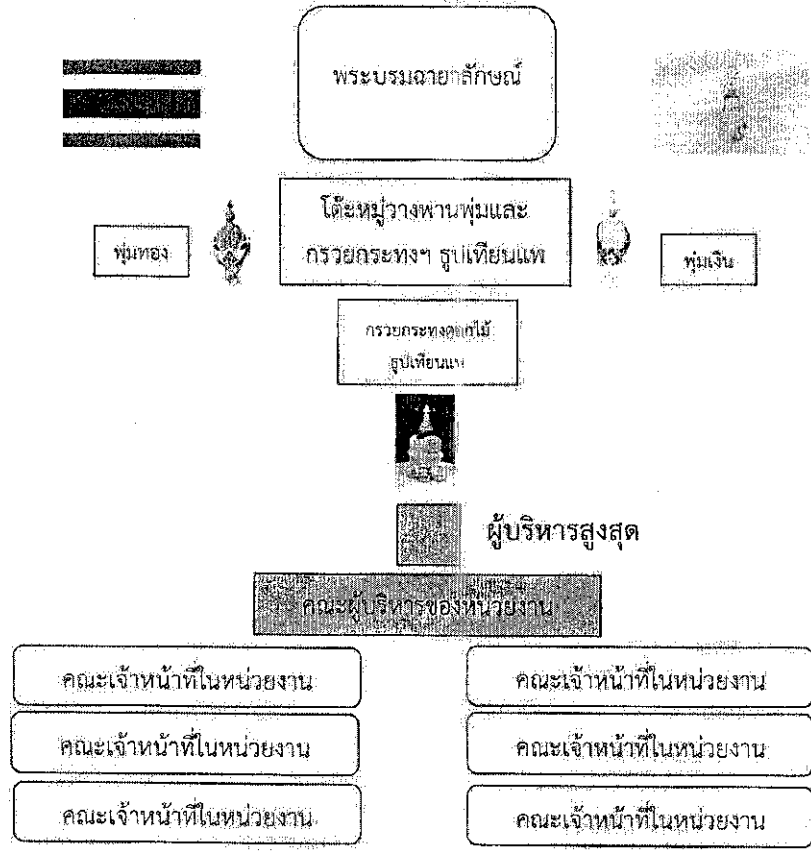 พระบรมฉายาลักษณ์
โต๊ะหมู่วางพานพุ่มและ
กรวยกระทงฯ ธูปเทียนแพ
พุ่มทอง
พุ่มเงิน
กรวยกระทงดอกไม้
ธูปเทียนแพ
ผู้บริหารสูงสุด
คณะผู้บริหารของหน่วยงาน
คณะเจ้าหน้าที่ในหน่วยงาน
คณะเจ้าหน้าที่ในหน่วยงาน
คณะเจ้าหน้าที่ในหน่วยงาน
คณะเจ้าหน้าที่ในหน่วยงาน
คณะเจ้าหน้าที่ในหน่วยงาน
คณะเจ้าหน้าที่ในหน่วยงาน